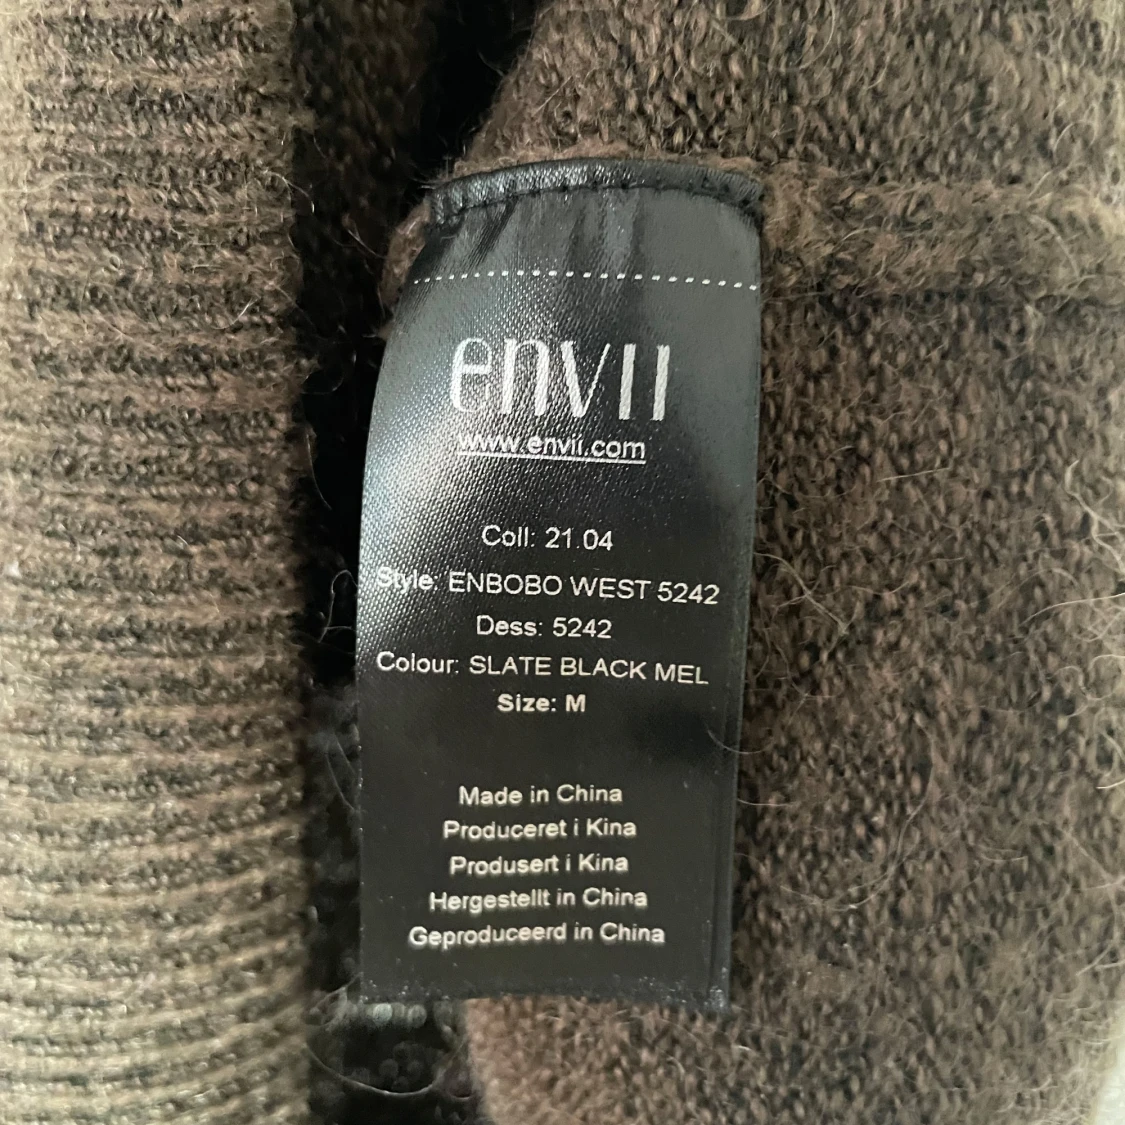 envii
www.envii.com
Coll: 21.04
Style: ENBOBO WEST 5242
Dess: 5242
Colour: SLATE BLACK MEL
Size: M
Made in China
Produceret i Kina
Produsert i Kina
Hergestellt in China
Geproduceerd in China